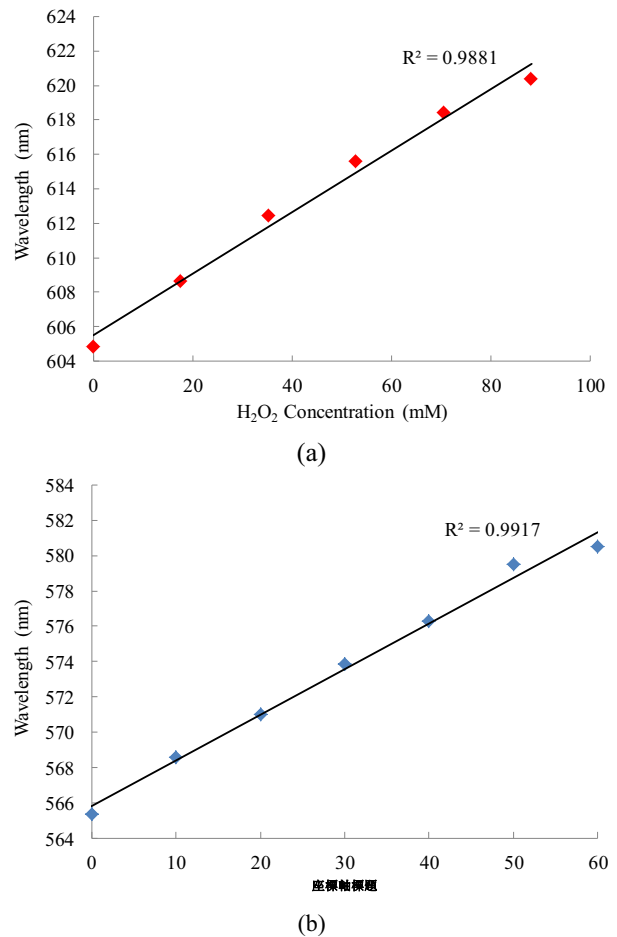 624
622
620
618
616
614
612
610
608
606
604
R² = 0.9881
Wavelength (nm)
0 20 40 60 80 100
H₂O₂ Concentration (mM)
(a)
584
582
580
578
576
574
572
570
568
566
564
R² = 0.9917
Wavelength (nm)
0 10 20 30 40 50 60
座標軸標題
(b)